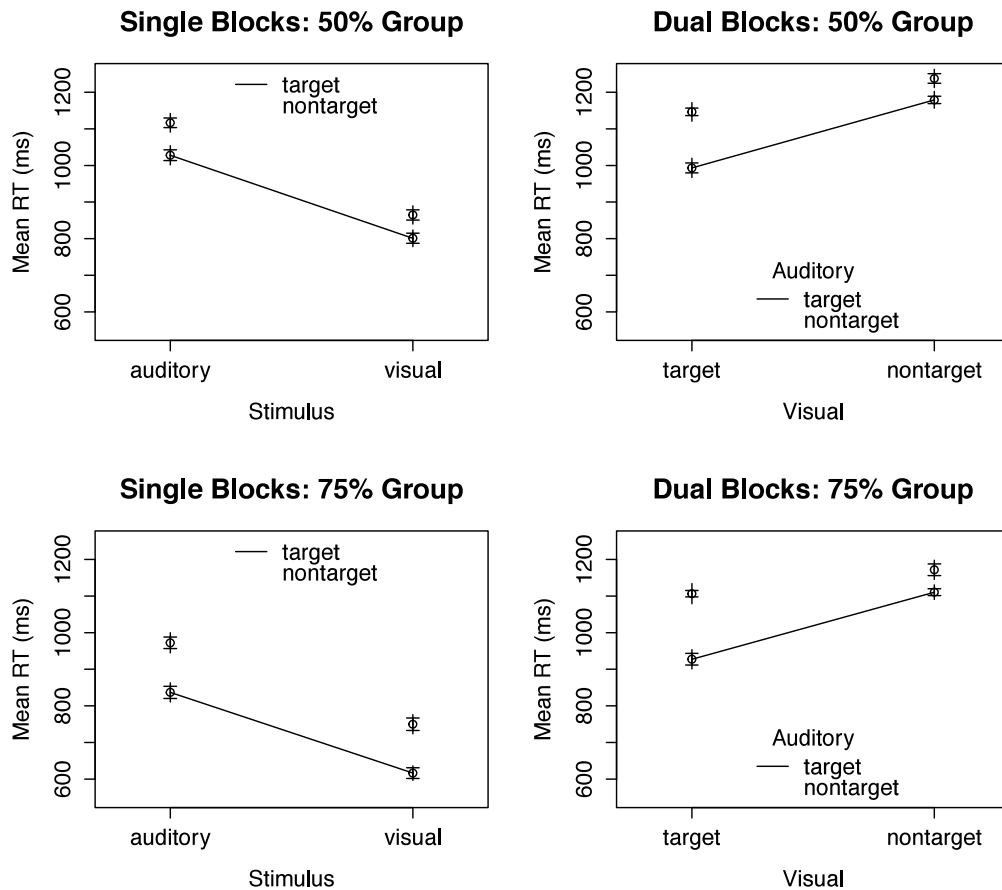 Single Blocks: 50% Group
Mean RT (ms)
600 800 1000 1200
target
nontarget
auditory visual
Stimulus
Dual Blocks: 50% Group
Mean RT (ms)
600 800 1000 1200
Auditory
target
nontarget
target nontarget
Visual
Single Blocks: 75% Group
Mean RT (ms)
600 800 1000 1200
target
nontarget
auditory visual
Stimulus
Dual Blocks: 75% Group
Mean RT (ms)
600 800 1000 1200
Auditory
target
nontarget
target nontarget
Visual